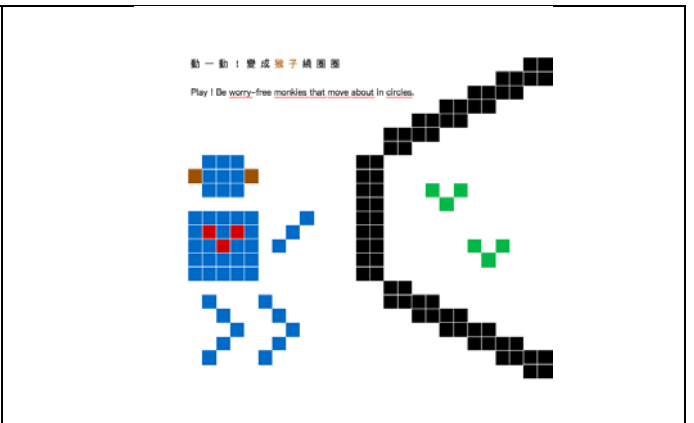 動一動！變成猴子繞圈圈
Play ! Be worry-free monkies that move about in circles.